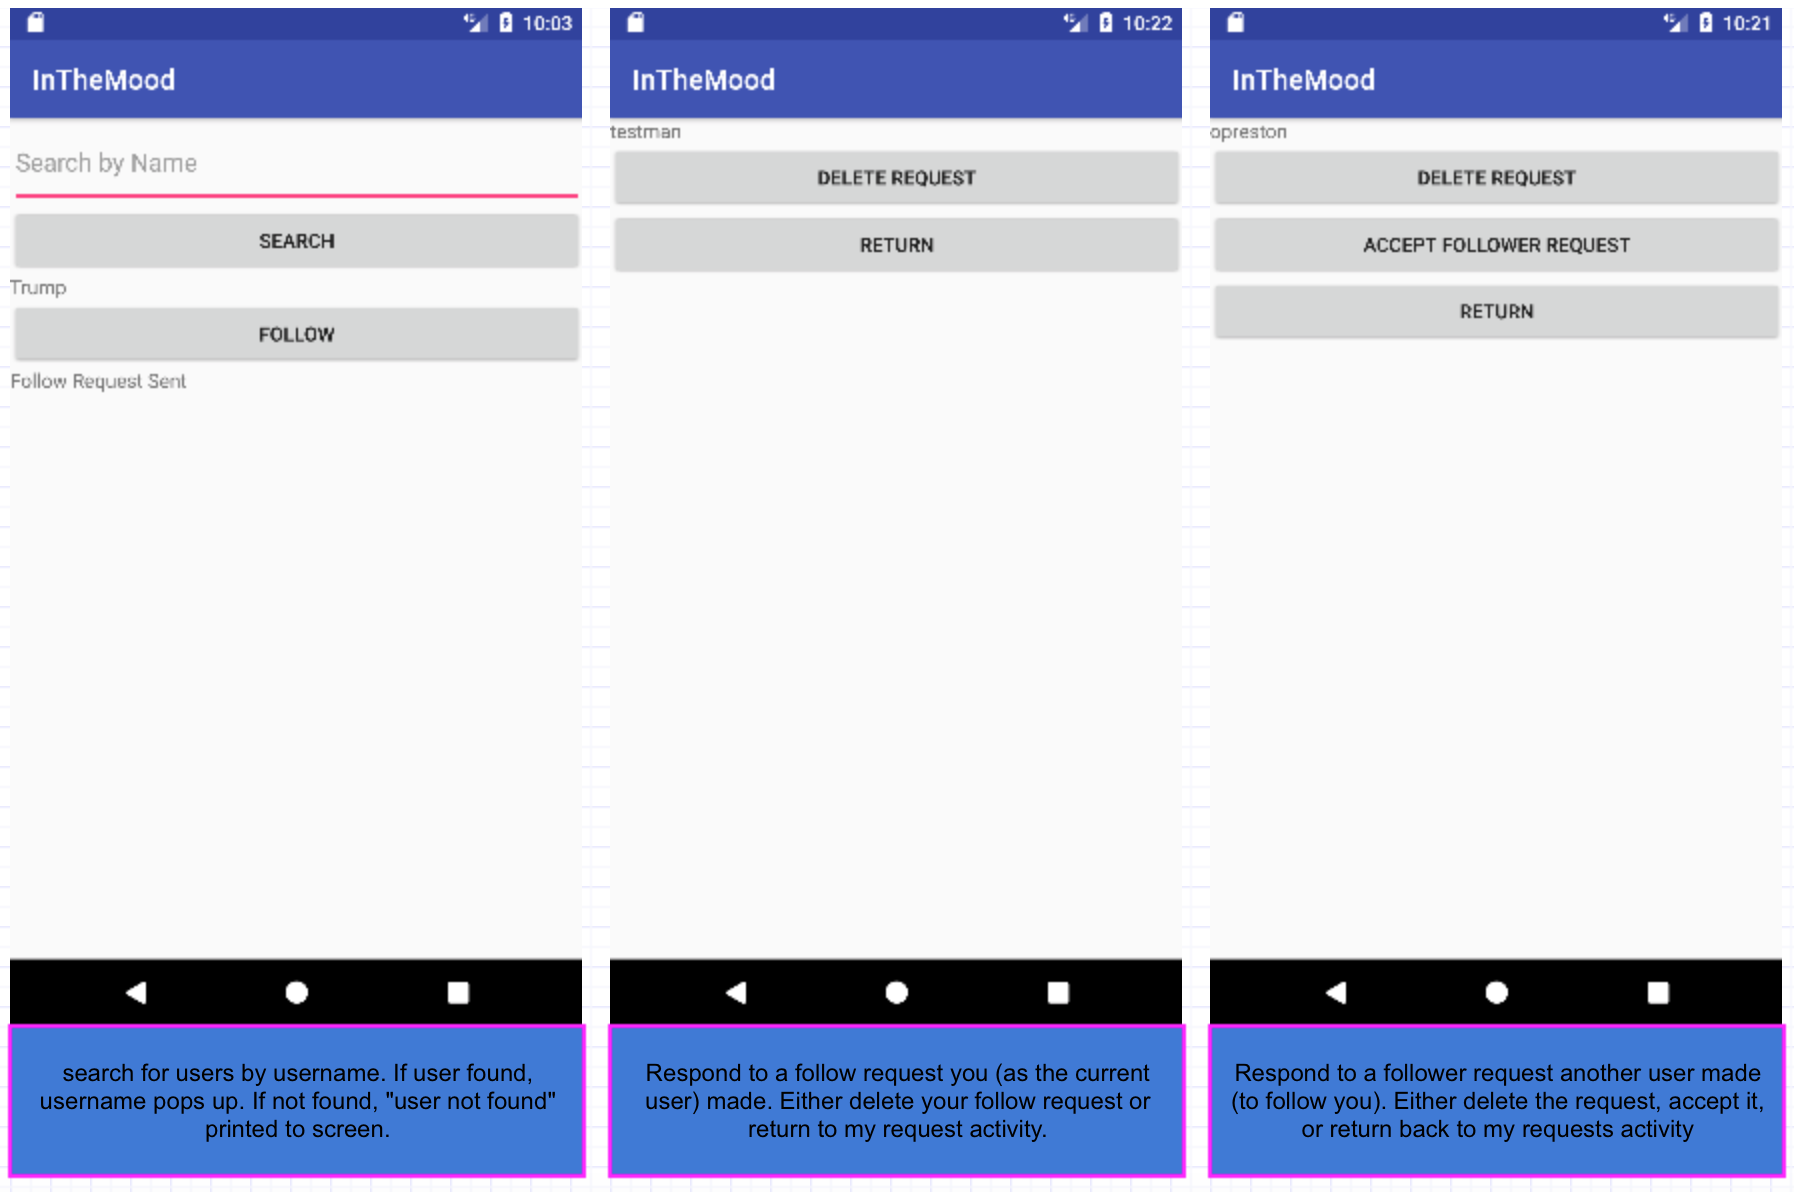 10:03
InTheMood
Search by Name
SEARCH
Trump
FOLLOW
Follow Request Sent
search for users by username. If user found,
username pops up. If not found, "user not found"
printed to screen.
10:22
InTheMood
testman
DELETE REQUEST
RETURN
Respond to a follow request you (as the current
user) made. Either delete your follow request or
return to my request activity.
10:21
InTheMood
opreston
DELETE REQUEST
ACCEPT FOLLOWER REQUEST
RETURN
Respond to a follower request another user made
(to follow you). Either delete the request, accept it,
or return back to my requests activity